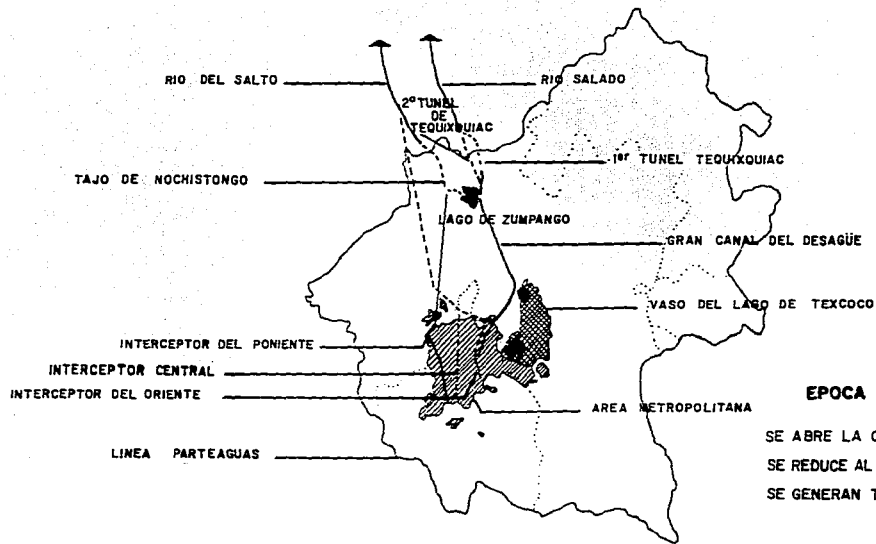 RIO DEL SALTO
RIO SALADO
2º TUNEL
DE
TEQUIXQUIAC
1er TUNEL TEQUIXQUIAC
TAJO DE NOCHISTONGO
LAGO DE ZUMPANGO
GRAN CANAL DEL DESAGÜE
VASO DEL LAGO DE TEXCOCO
INTERCEPTOR DEL PONIENTE
INTERCEPTOR CENTRAL
INTERCEPTOR DEL ORIENTE
AREA METROPOLITANA
LINEA PARTEAGUAS
EPOCA
SE ABRE LA
SE REDUCE AL
SE GENERAN